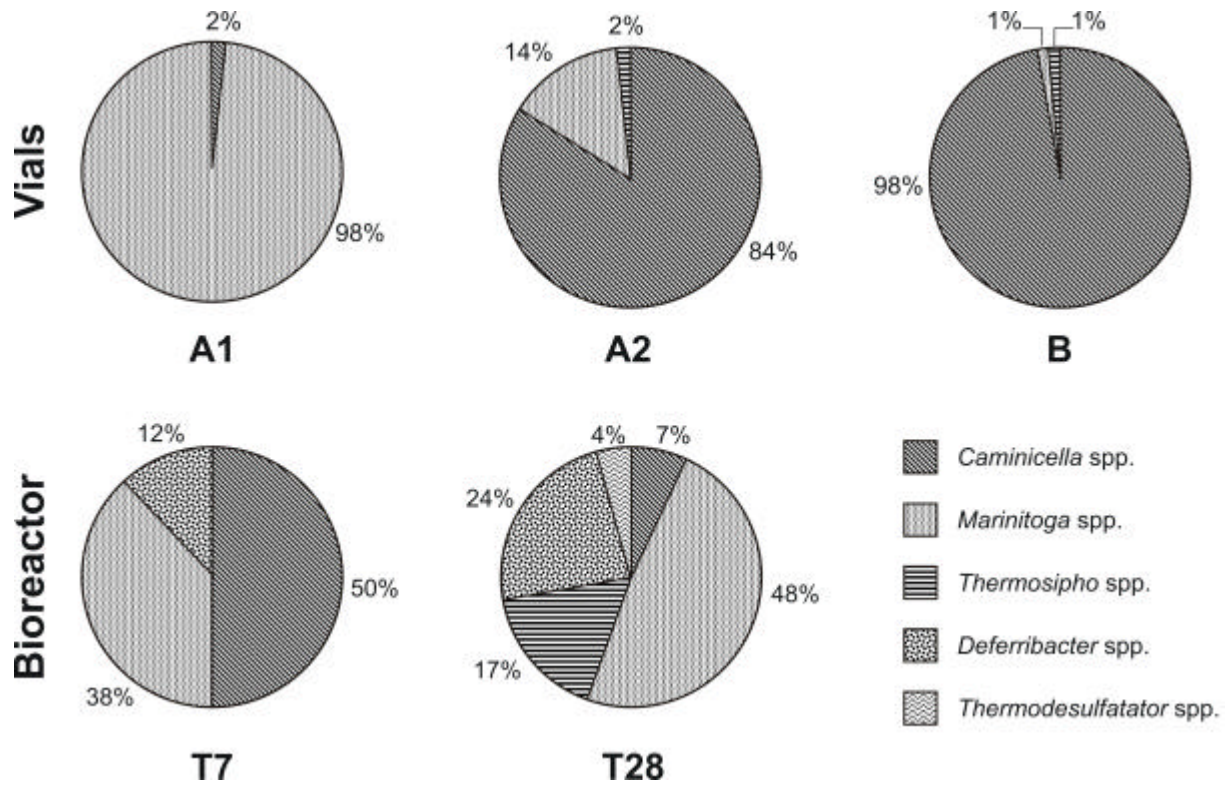 Vials
2%
98%
A1
2%
14%
84%
A2
1% 1%
98%
B
Bioreactor
12%
50%
38%
T7
4% 7%
24%
48%
17%
T28
Caminicella spp.
Marinitoga spp.
Thermosipho spp.
Deferribacter spp.
Thermodesulfatator spp.